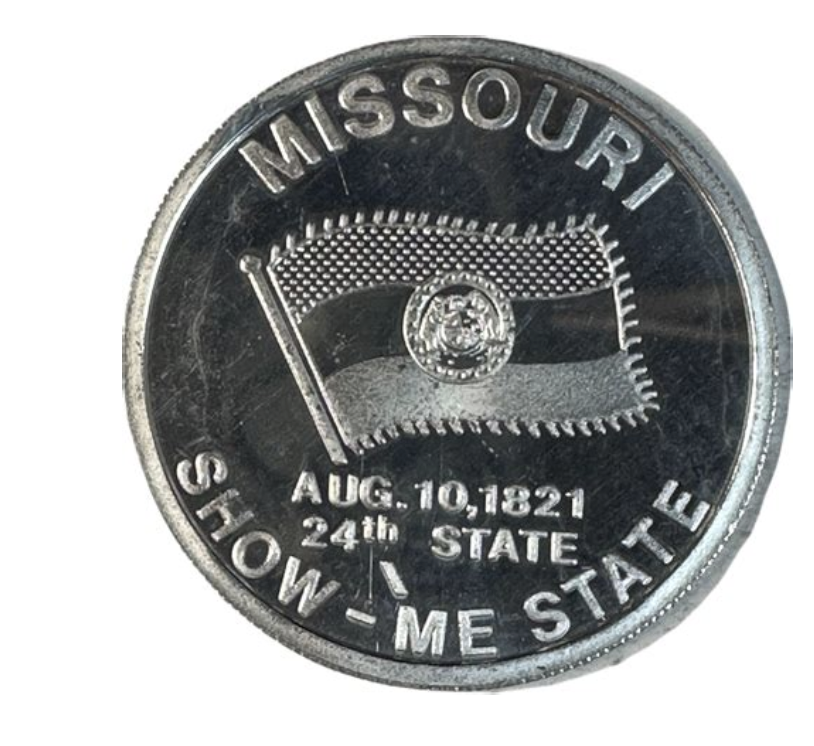 MISSOURI
AUG. 10,1821
24th STATE
SHOW-ME STATE